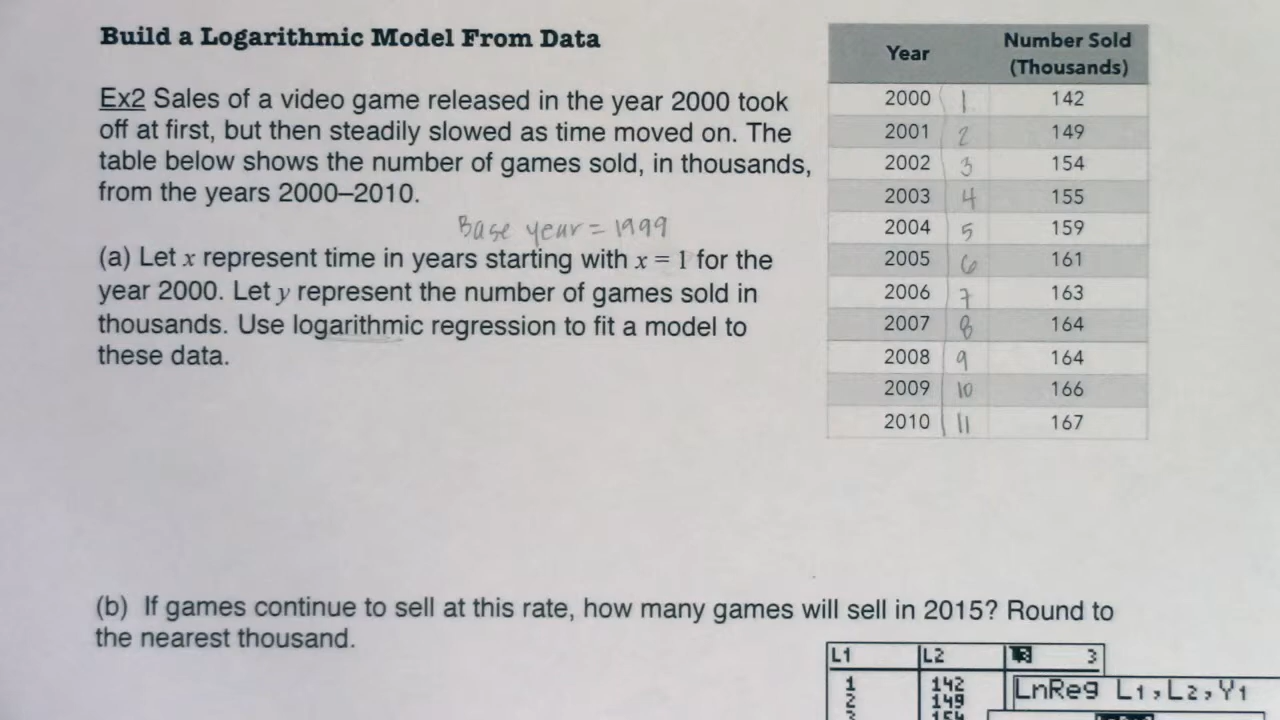 Build a Logarithmic Model From Data
Ex2 Sales of a video game released in the year 2000 took
off at first, but then steadily slowed as time moved on. The
table below shows the number of games sold, in thousands,
from the years 2000–2010.
Base year = 1999
(a) Let x represent time in years starting with x = 1 for the
year 2000. Let y represent the number of games sold in
thousands. Use logarithmic regression to fit a model to
these data.
Year Number Sold
(Thousands)
2000 1 142
2001 2 149
2002 3 154
2003 4 155
2004 5 159
2005 6 161
2006 7 163
2007 8 164
2008 9 164
2009 10 166
2010 11 167
(b) If games continue to sell at this rate, how many games will sell in 2015? Round to
the nearest thousand.
L1 L2 3
1 142 LnReg L1,L2,Y1
2 149
3 154